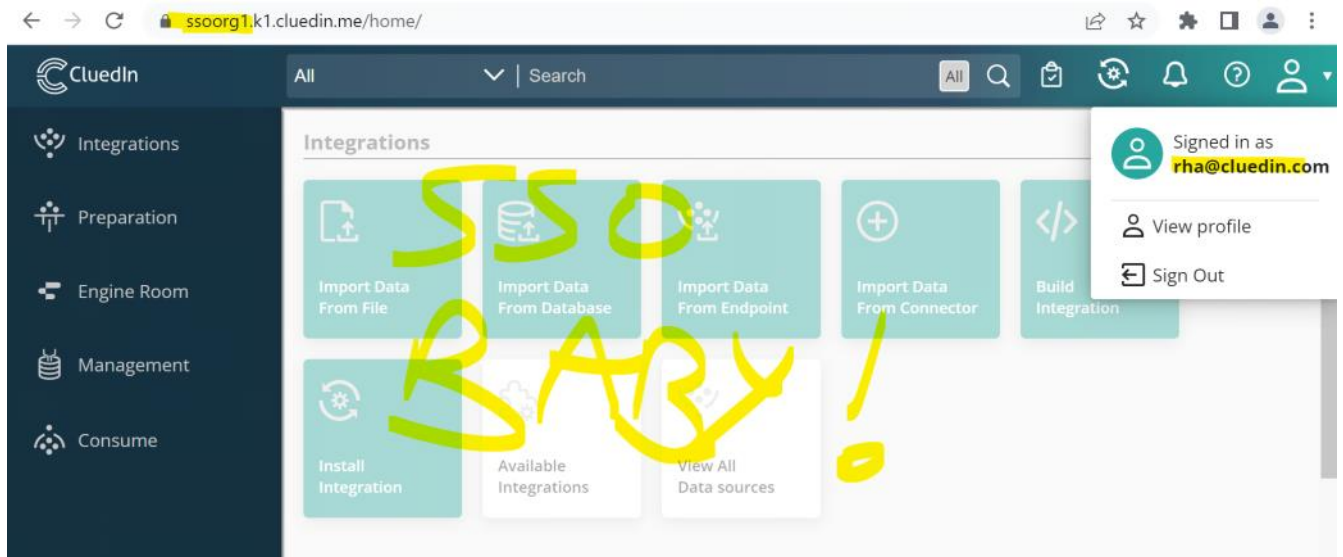 ssoorg1.k1.cluedin.me/home/
CluedIn
All
Search
All
Integrations
Preparation
Engine Room
Management
Consume
Integrations
Signed in as
rha@cluedin.com
View profile
Sign Out
Import Data
From File
Import Data
From Database
Import Data
From Endpoint
Import Data
From Connector
Build
Integration
Install
Integration
Available
Integrations
View All
Data sources
SSO
BABY!